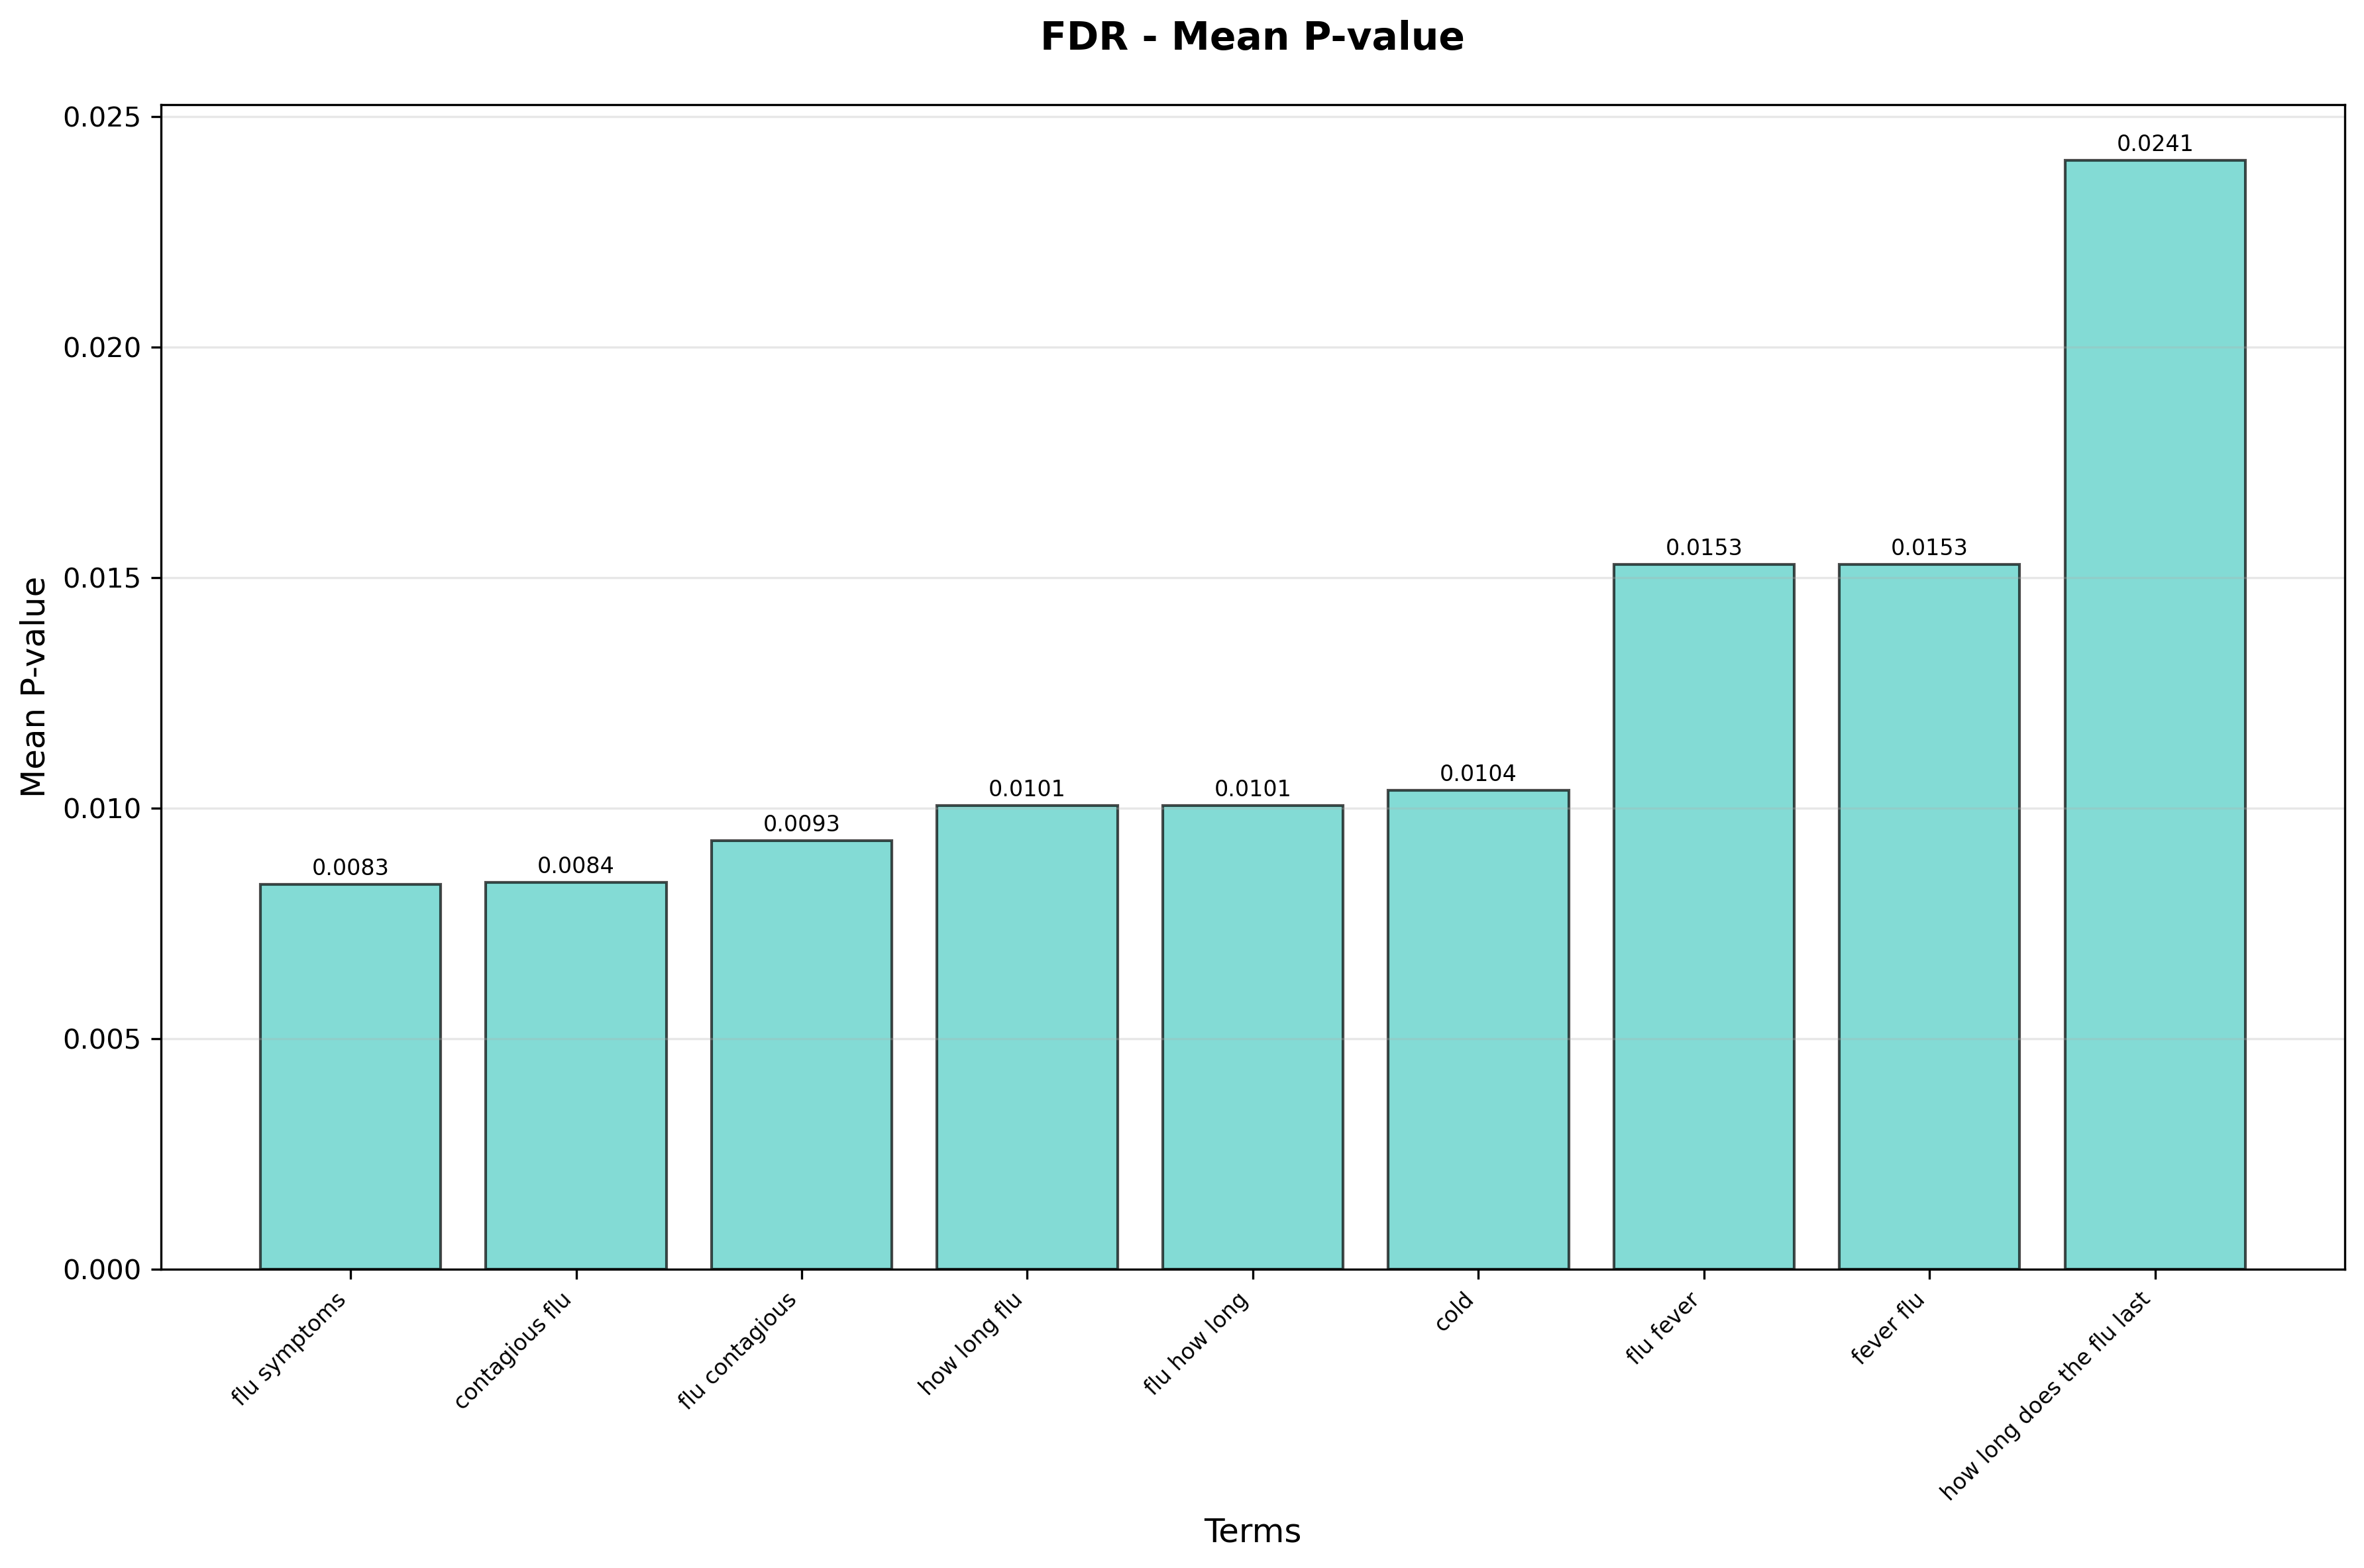 FDR - Mean P-value
Mean P-value
0.025
0.020
0.015
0.010
0.005
0.000
0.0083
0.0084
0.0093
0.0101
0.0101
0.0104
0.0153
0.0153
0.0241
flu symptoms
contagious flu
flu contagious
how long flu
flu how long
cold
flu fever
fever flu
how long does the flu last
Terms